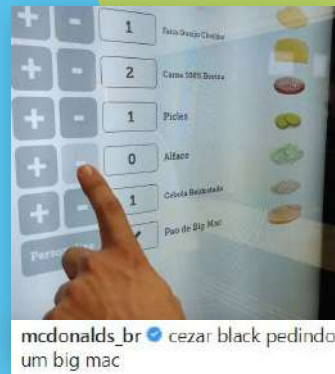 + - 1 Fatia Queijo Cheddar
+ - 2 Carne 100% Bovina
+ - 1 Picles
+ - 0 Alface
+ - 1 Cebola Reidratada
Pao de Big Mac
mcdonalds_br cezar black pedindo
um big mac